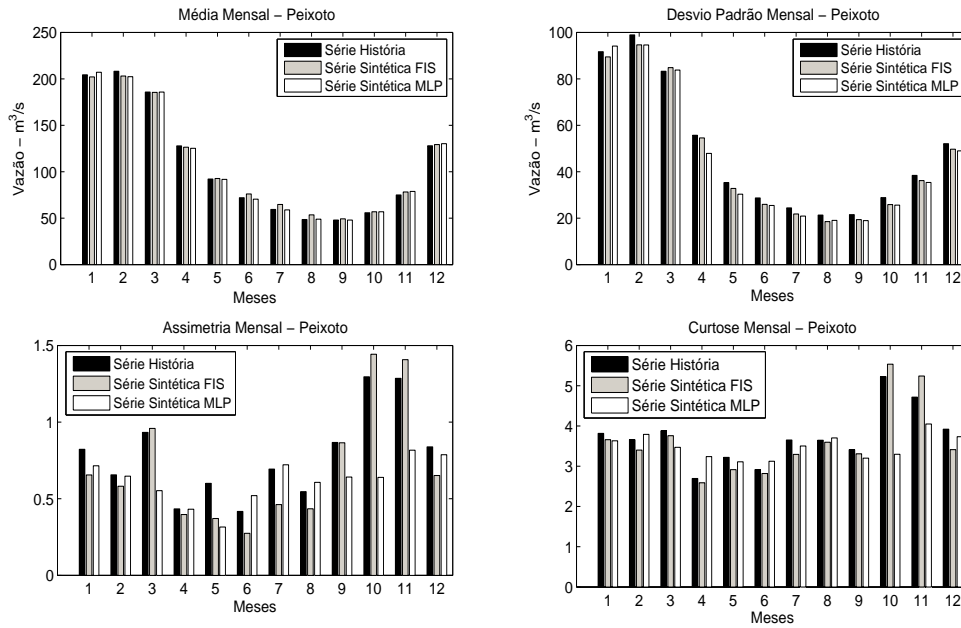 Média Mensal – Peixoto
250
200
150
100
50
0
Vazão – m³/s
Série História
Série Sintética FIS
Série Sintética MLP
1 2 3 4 5 6 7 8 9 10 11 12
Meses
Desvio Padrão Mensal – Peixoto
100
80
60
40
20
0
Vazão – m³/s
Série História
Série Sintética FIS
Série Sintética MLP
1 2 3 4 5 6 7 8 9 10 11 12
Meses
Assimetria Mensal – Peixoto
1.5
1
0.5
0
Série História
Série Sintética FIS
Série Sintética MLP
1 2 3 4 5 6 7 8 9 10 11 12
Meses
Curtose Mensal – Peixoto
6
5
4
3
2
1
0
Série História
Série Sintética FIS
Série Sintética MLP
1 2 3 4 5 6 7 8 9 10 11 12
Meses